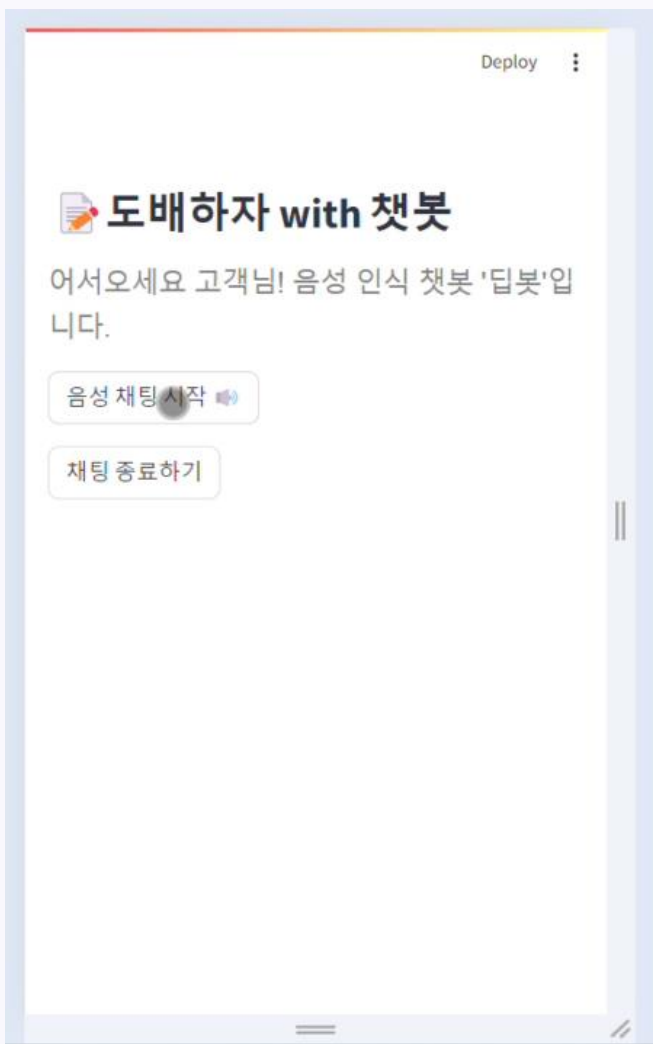 Deploy
도배하자 with 챗봇
어서오세요 고객님! 음성 인식 챗봇 '딥봇'입
니다.
음성 채팅 시작
채팅 종료하기